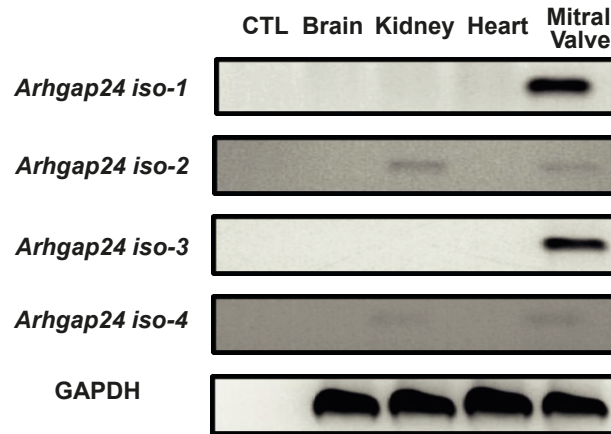 CTL Brain Kidney Heart Mitral Valve
Arhgap24 iso-1
Arhgap24 iso-2
Arhgap24 iso-3
Arhgap24 iso-4
GAPDH